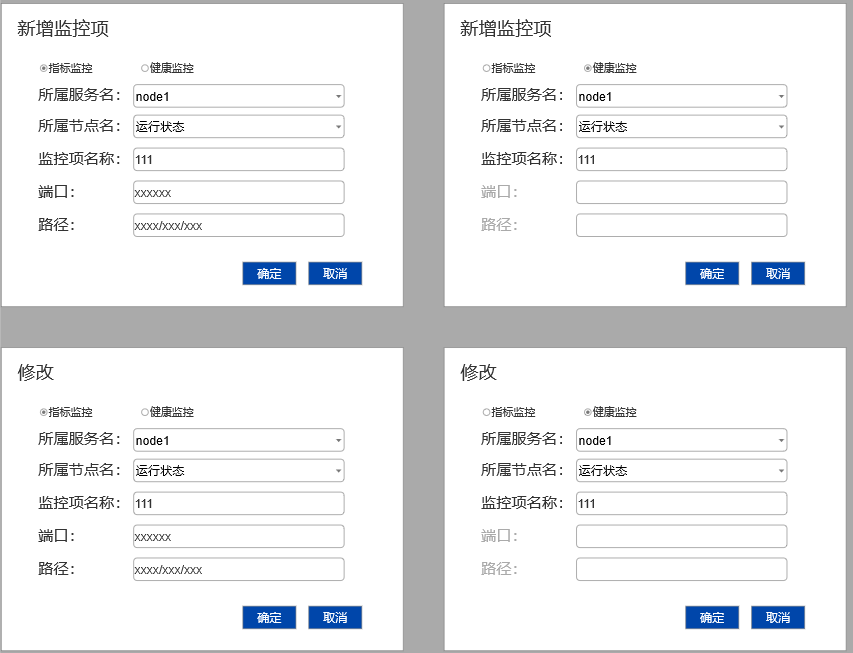 新增监控项
指标监控 健康监控
所属服务名： node1
所属节点名： 运行状态
监控项名称： 111
端口： xxxxxx
路径： xxxx/xxx/xxx
确定 取消
新增监控项
指标监控 健康监控
所属服务名： node1
所属节点名： 运行状态
监控项名称： 111
端口：
路径：
确定 取消
修改
指标监控 健康监控
所属服务名： node1
所属节点名： 运行状态
监控项名称： 111
端口： xxxxxx
路径： xxxx/xxx/xxx
确定 取消
修改
指标监控 健康监控
所属服务名： node1
所属节点名： 运行状态
监控项名称： 111
端口：
路径：
确定 取消